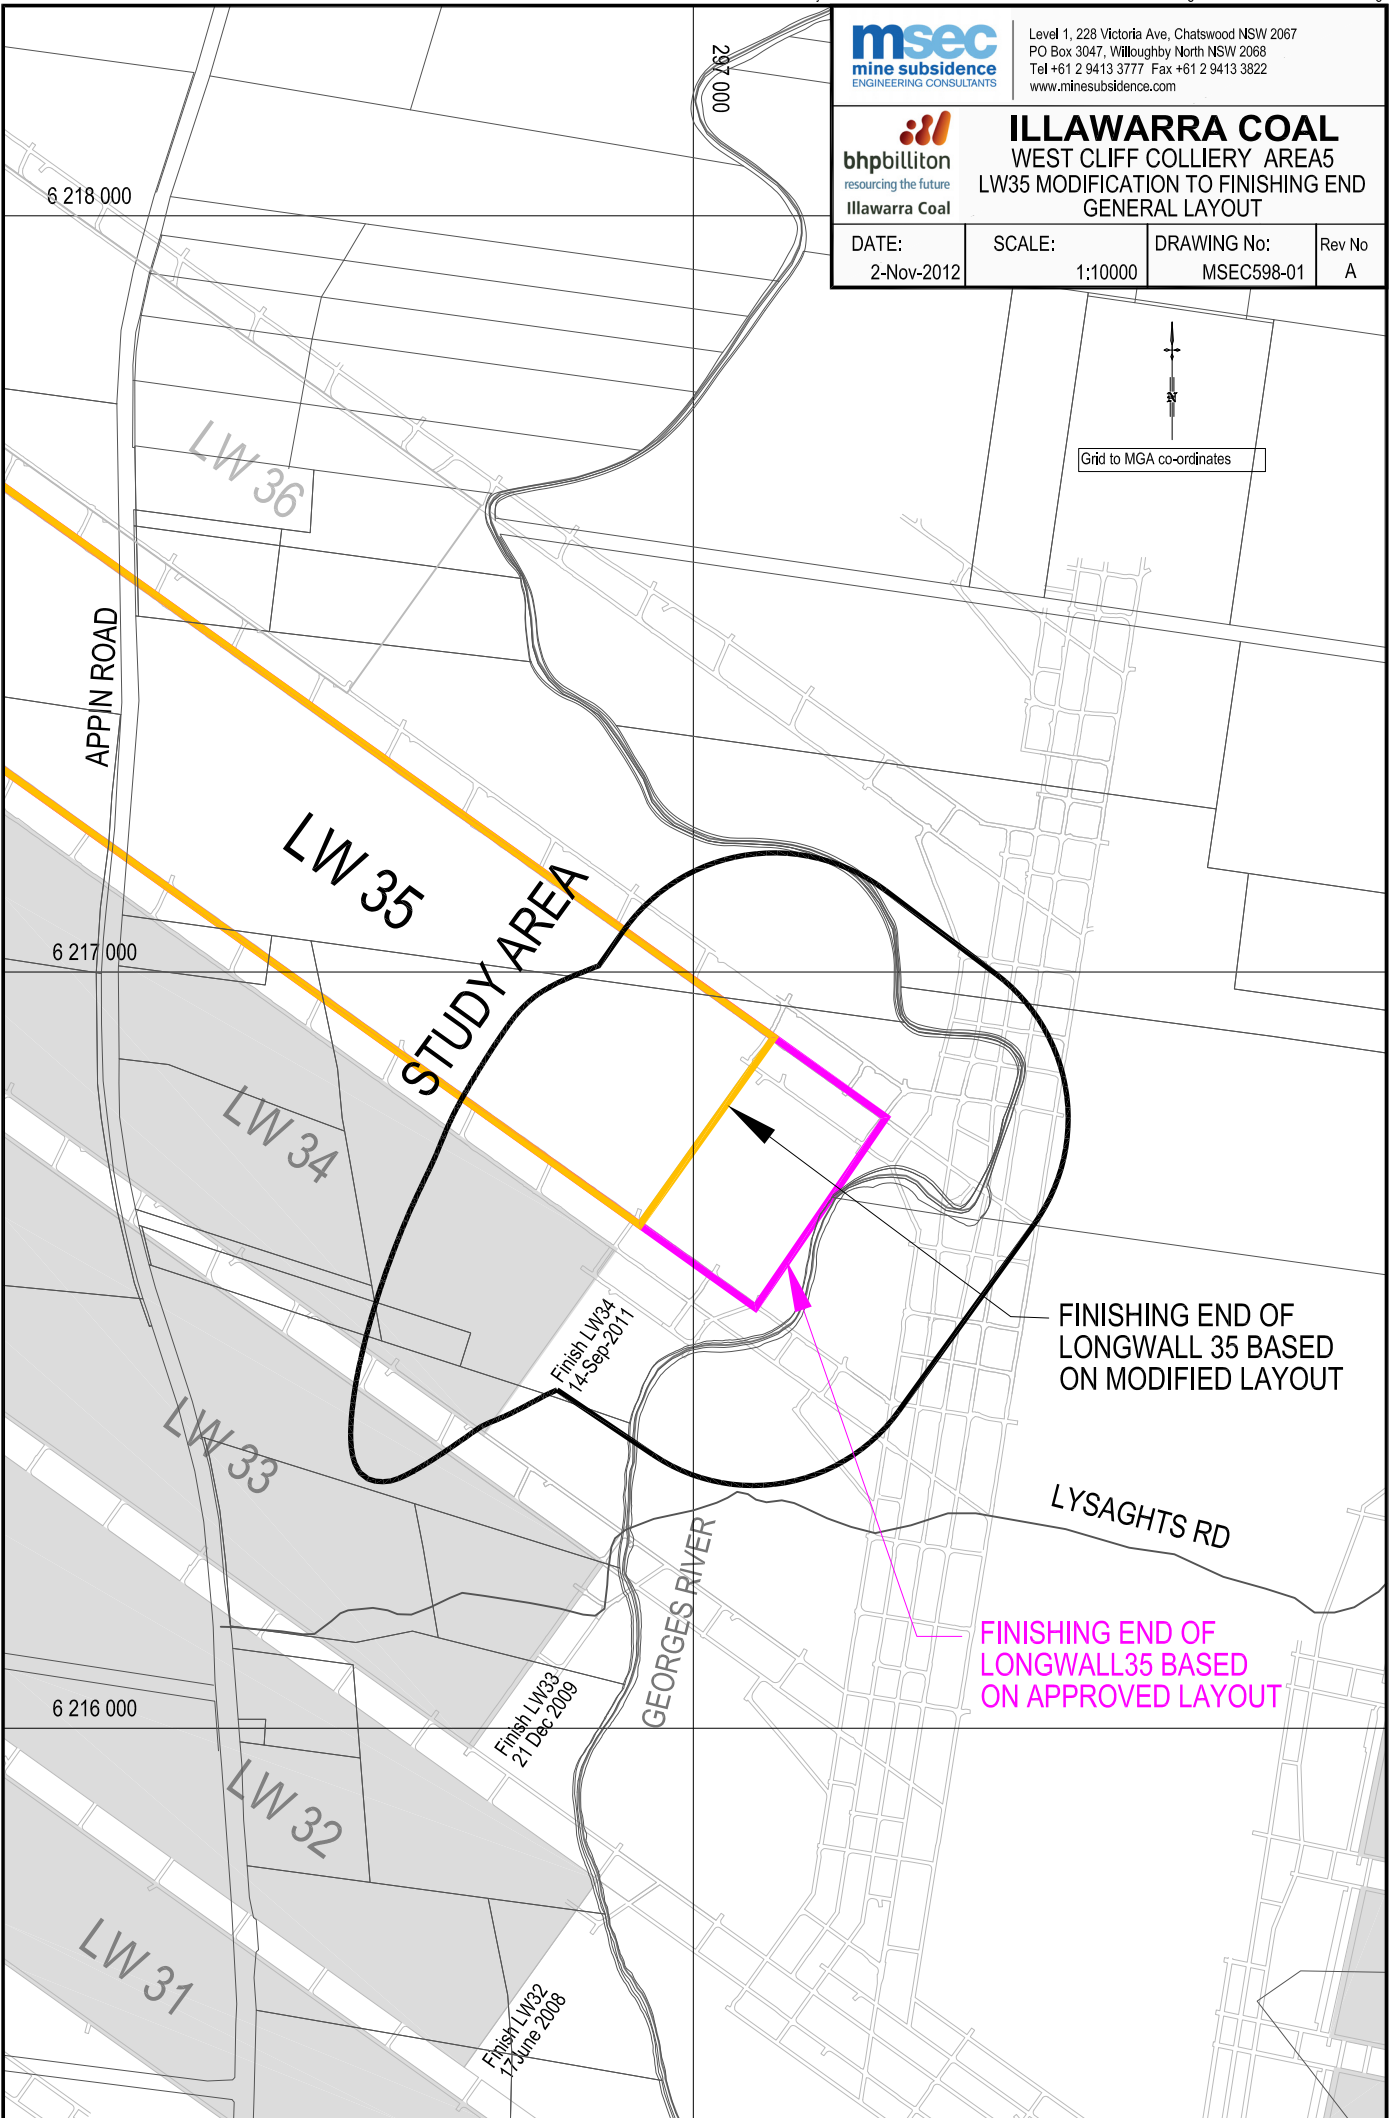 msec
mine subsidence
ENGINEERING CONSULTANTS
Level 1, 228 Victoria Ave, Chatswood NSW 2067
PO Box 3047, Willoughby North NSW 2068
Tel +61 2 9413 3777 Fax +61 2 9413 3822
www.minesubsidence.com
bhpbilliton
resourcing the future
Illawarra Coal
ILLAWARRA COAL
WEST CLIFF COLLIERY AREA5
LW35 MODIFICATION TO FINISHING END
GENERAL LAYOUT
DATE:
2-Nov-2012
SCALE:
1:10000
DRAWING No:
MSEC598-01
Rev No
A
297 000
6 218 000
N
Grid to MGA co-ordinates
LW 36
APPIN ROAD
LW 35
STUDY AREA
6 217 000
LW 34
FINISHING END OF
LONGWALL 35 BASED
ON MODIFIED LAYOUT
Finish LW34
14-Sep-2011
LW 33
LYSAGHTS RD
GEORGES RIVER
FINISHING END OF
LONGWALL35 BASED
ON APPROVED LAYOUT
Finish LW33
21 Dec 2009
6 216 000
LW 32
LW 31
Finish LW32
17June 2008